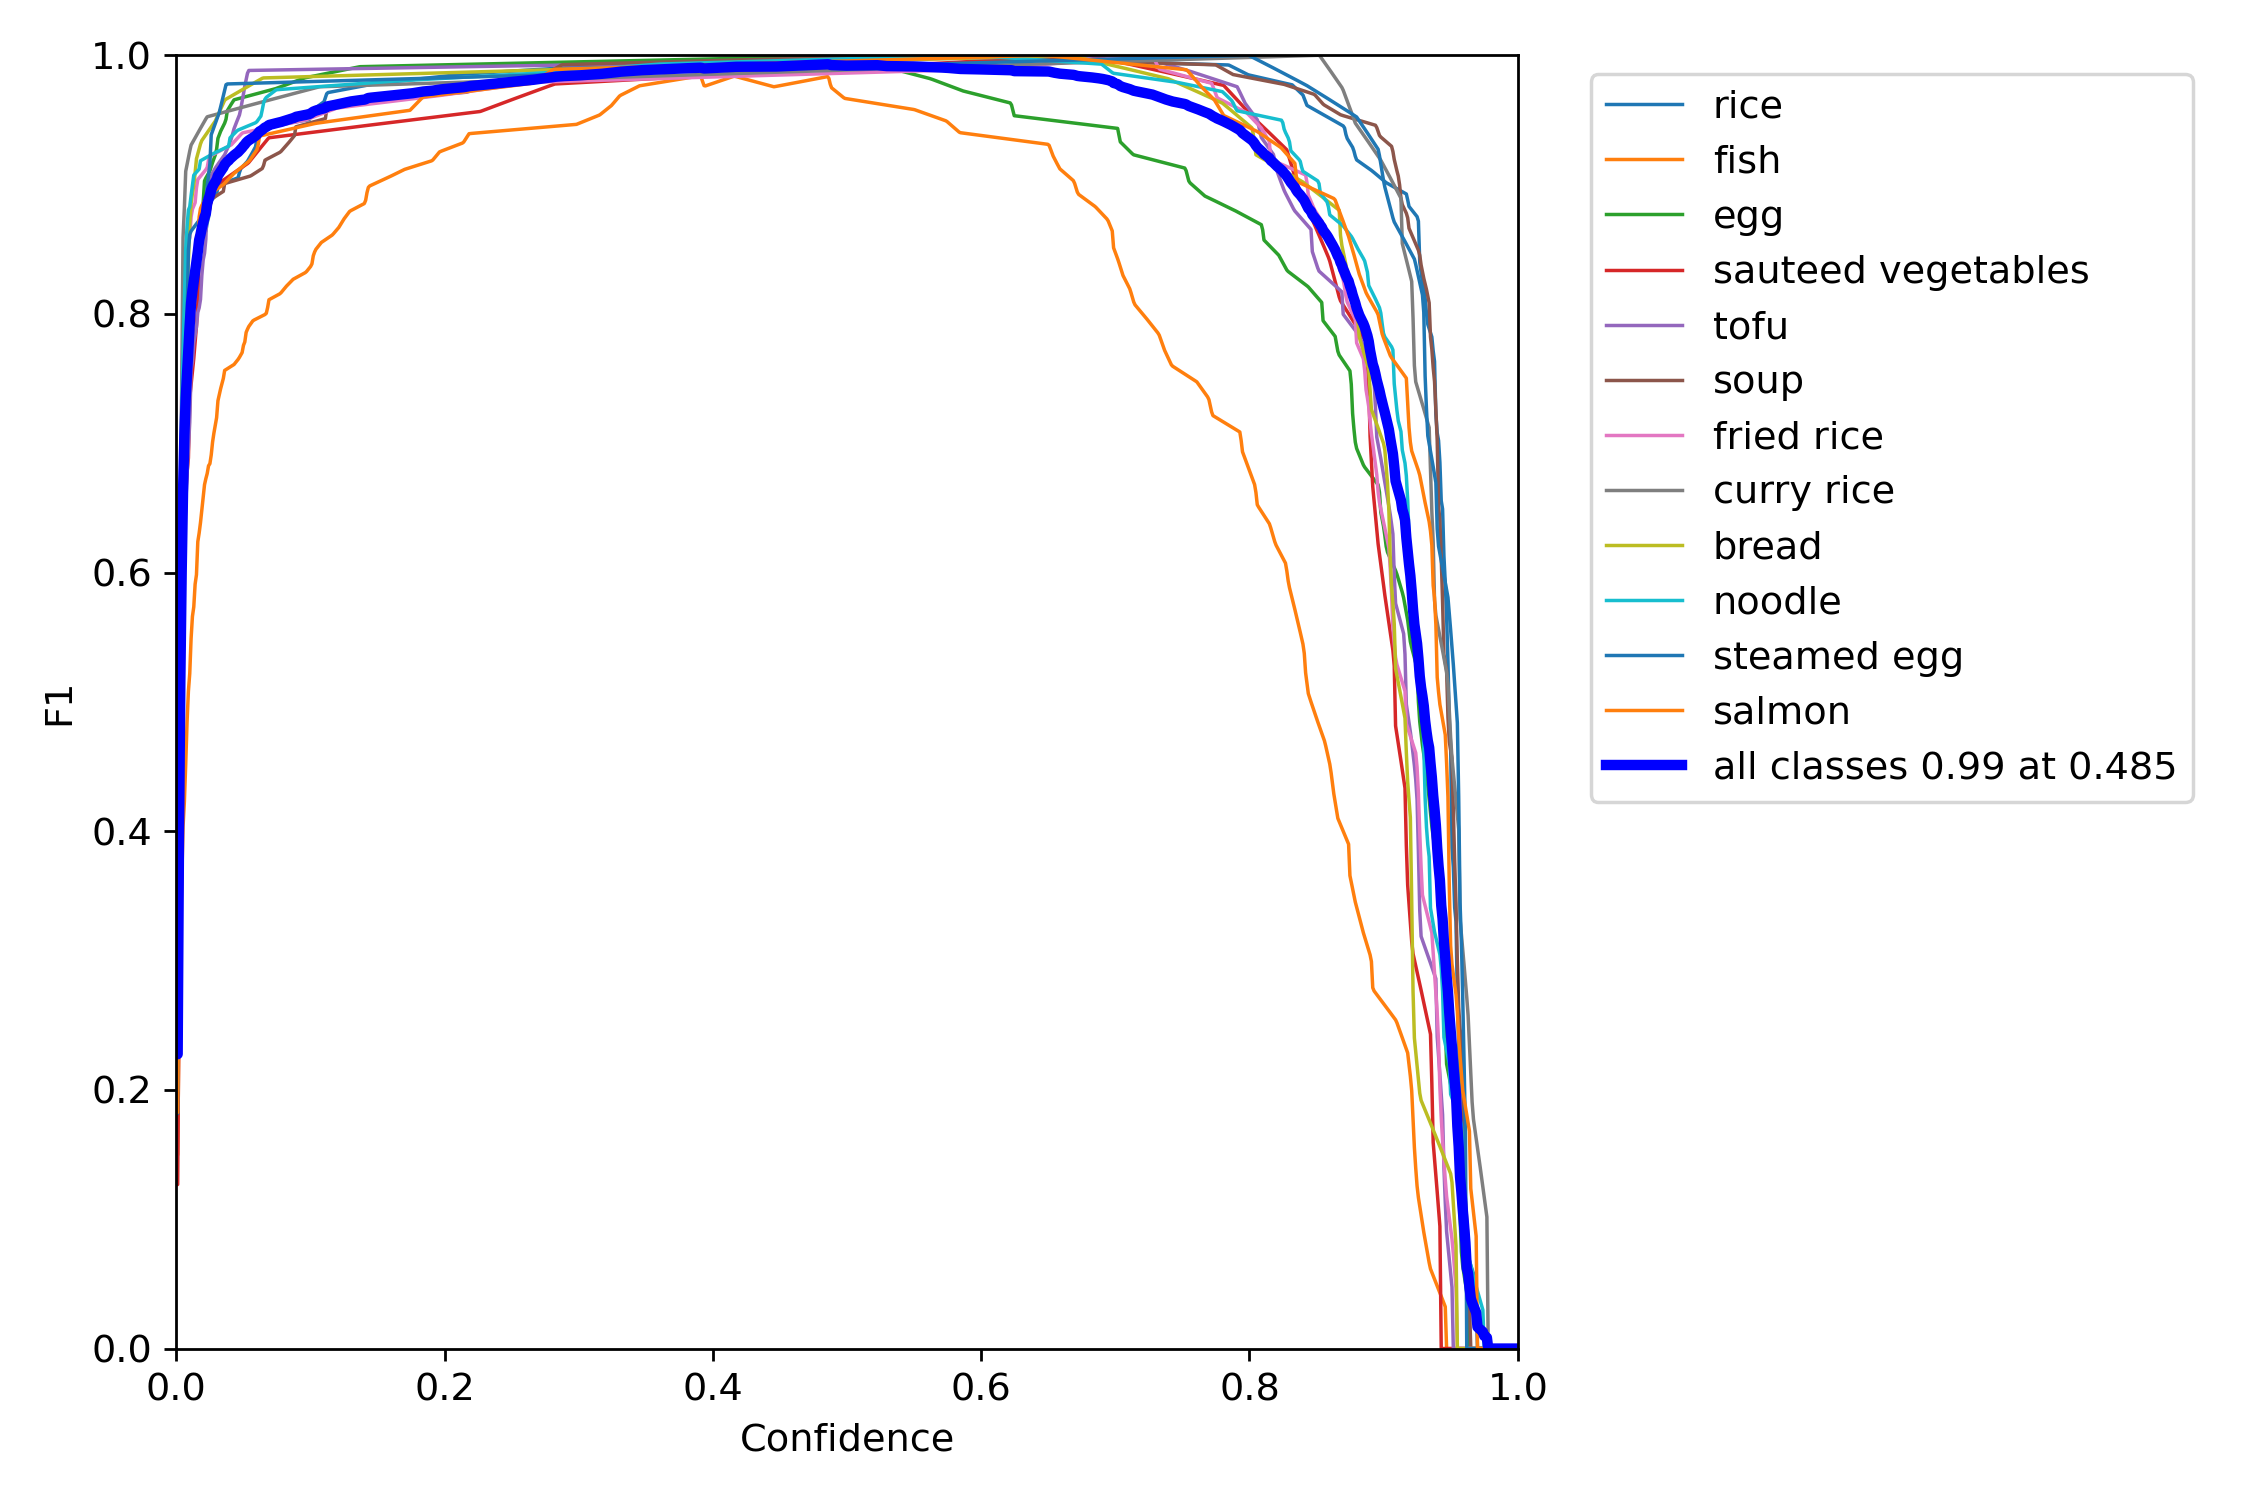 1.0
0.8
0.6
0.4
0.2
0.0
F1
0.0 0.2 0.4 0.6 0.8 1.0
Confidence
rice
fish
egg
sauteed vegetables
tofu
soup
fried rice
curry rice
bread
noodle
steamed egg
salmon
all classes 0.99 at 0.485